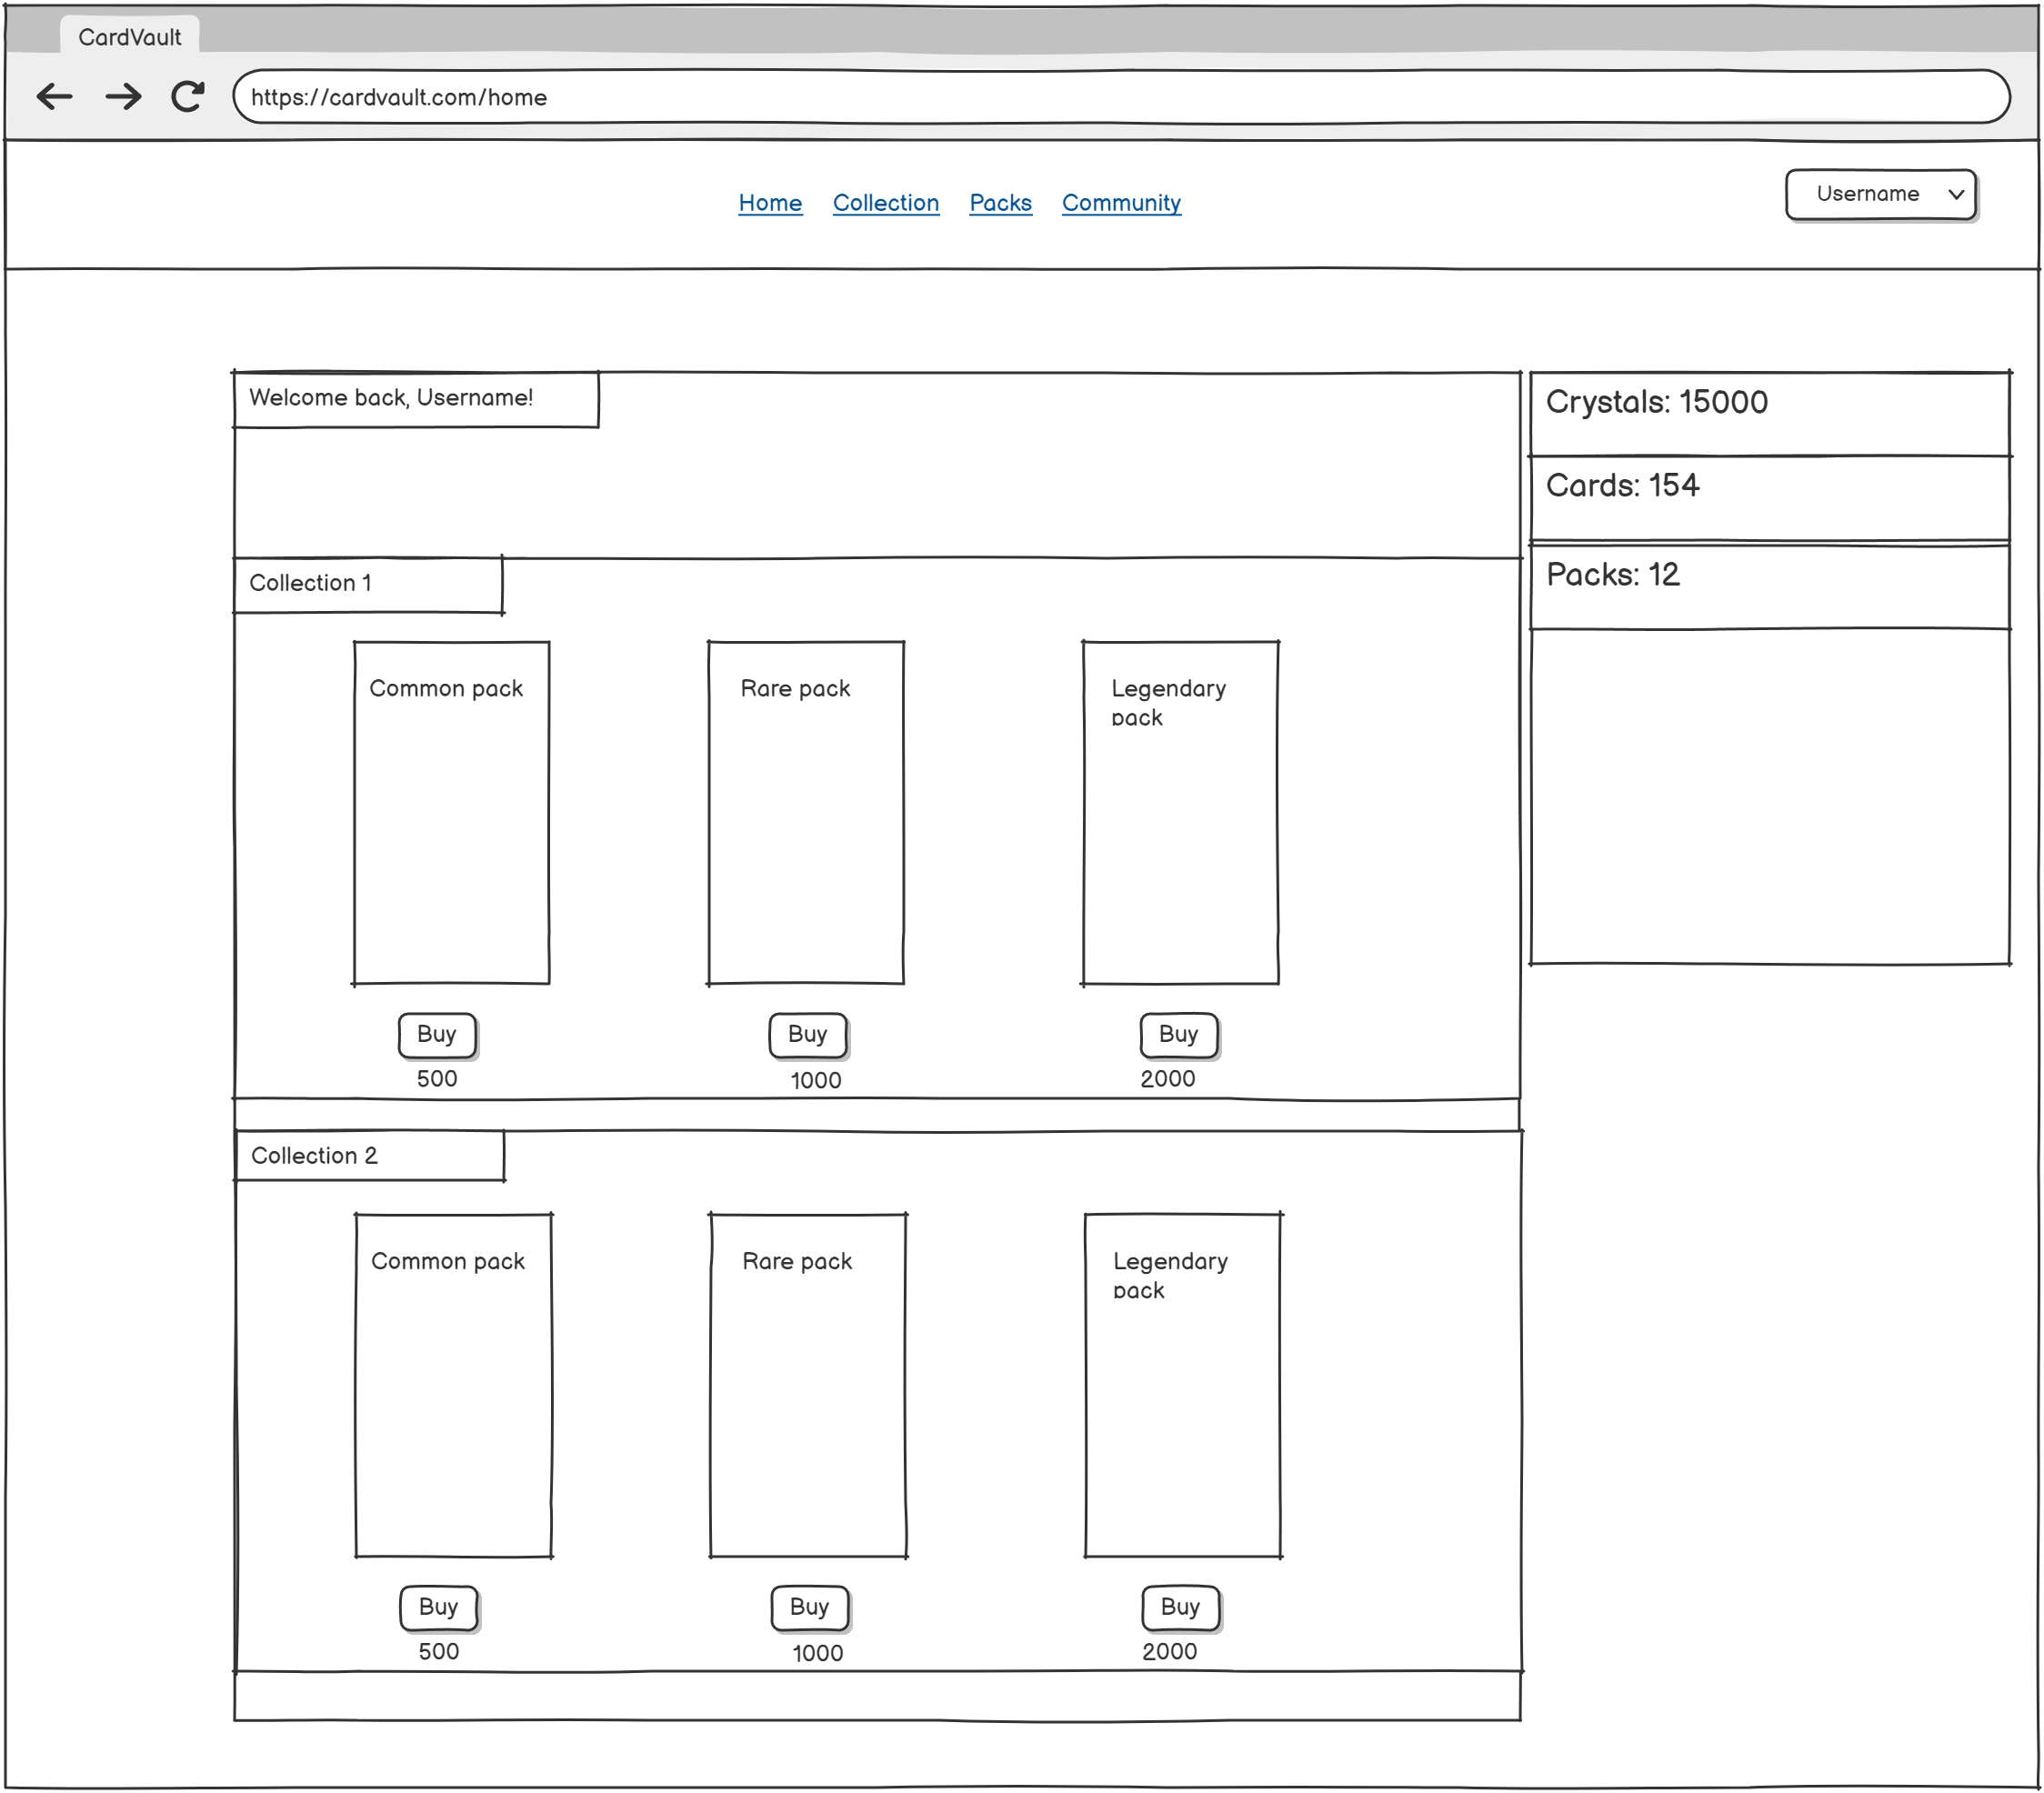 CardVault
https://cardvault.com/home
Home Collection Packs Community
Username
Welcome back, Username!
Crystals: 15000
Cards: 154
Packs: 12
Collection 1
Common pack
Rare pack
Legendary
pack
Buy
Buy
Buy
500
1000
2000
Collection 2
Common pack
Rare pack
Legendary
pack
Buy
Buy
Buy
500
1000
2000